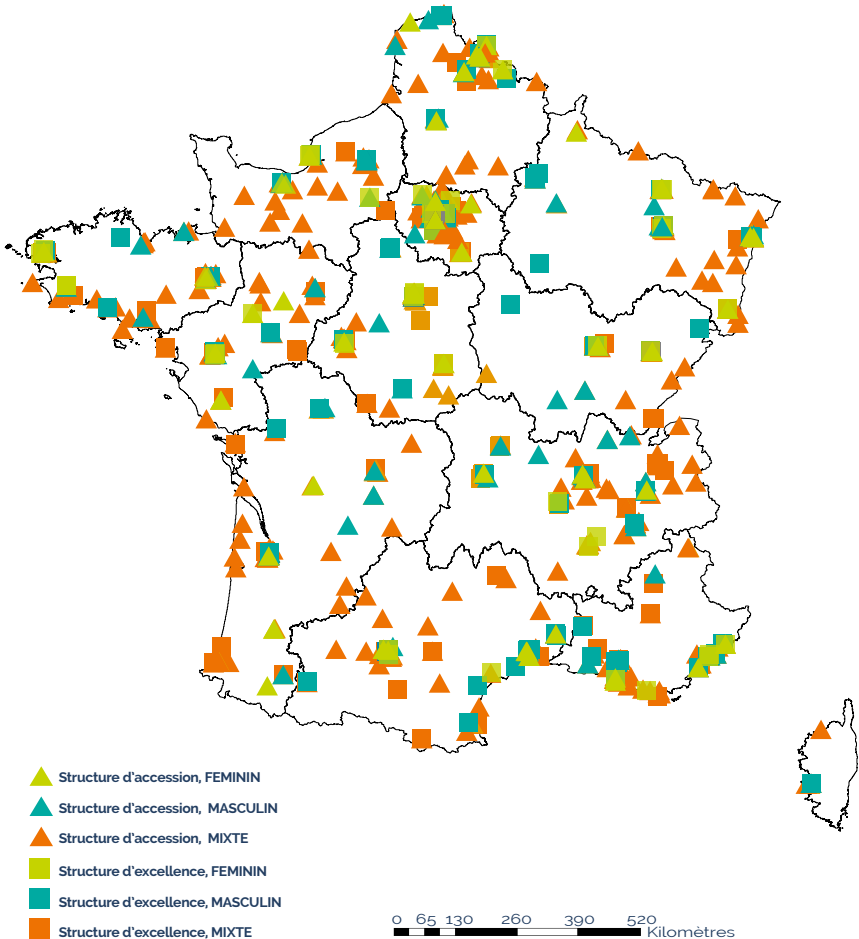 Structure d'accession, FEMININ
Structure d'accession, MASCULIN
Structure d'accession, MIXTE
Structure d'excellence, FEMININ
Structure d'excellence, MASCULIN
Structure d'excellence, MIXTE
0 65 130 260 390 520
Kilomètres